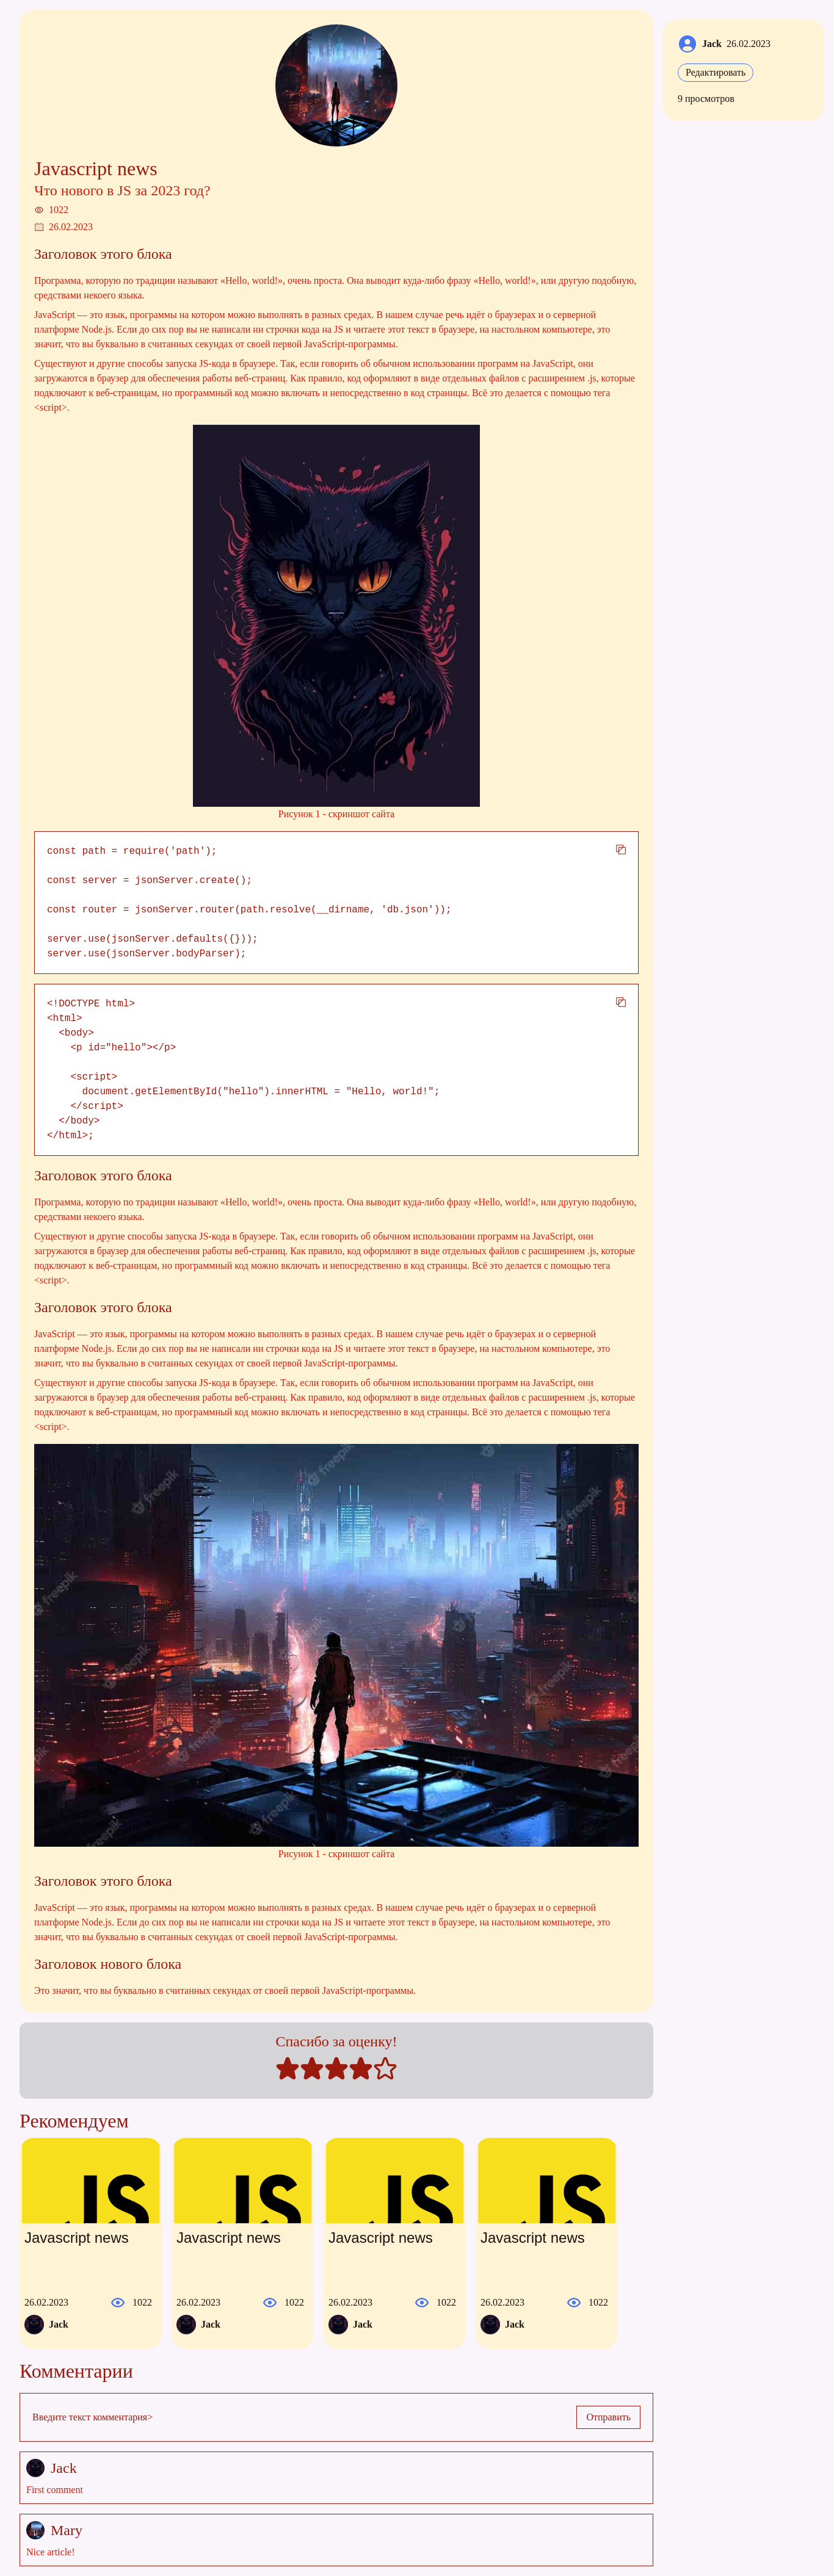 Jack 26.02.2023
Редактировать
9 просмотров
Javascript news
Что нового в JS за 2023 год?
1022
26.02.2023
Заголовок этого блока
Программа, которую по традиции называют «Hello, world!», очень проста. Она выводит куда-либо фразу «Hello, world!», или другую подобную,
средствами некоего языка.
JavaScript — это язык, программы на котором можно выполнять в разных средах. В нашем случае речь идёт о браузерах и о серверной
платформе Node.js. Если до сих пор вы не написали ни строчки кода на JS и читаете этот текст в браузере, на настольном компьютере, это
значит, что вы буквально в считанных секундах от своей первой JavaScript-программы.
Существуют и другие способы запуска JS-кода в браузере. Так, если говорить об обычном использовании программ на JavaScript, они
загружаются в браузер для обеспечения работы веб-страниц. Как правило, код оформляют в виде отдельных файлов с расширением .js, которые
подключают к веб-страницам, но программный код можно включать и непосредственно в код страницы. Всё это делается с помощью тега
<script>.
Рисунок 1 - скриншот сайта
const path = require('path');
const server = jsonServer.create();
const router = jsonServer.router(path.resolve(__dirname, 'db.json'));
server.use(jsonServer.defaults({}));
server.use(jsonServer.bodyParser);
<!DOCTYPE html>
<html>
<body>
<p id="hello"></p>
<script>
document.getElementById("hello").innerHTML = "Hello, world!";
</script>
</body>
</html>;
Заголовок этого блока
Программа, которую по традиции называют «Hello, world!», очень проста. Она выводит куда-либо фразу «Hello, world!», или другую подобную,
средствами некоего языка.
Существуют и другие способы запуска JS-кода в браузере. Так, если говорить об обычном использовании программ на JavaScript, они
загружаются в браузер для обеспечения работы веб-страниц. Как правило, код оформляют в виде отдельных файлов с расширением .js, которые
подключают к веб-страницам, но программный код можно включать и непосредственно в код страницы. Всё это делается с помощью тега
<script>.
Заголовок этого блока
JavaScript — это язык, программы на котором можно выполнять в разных средах. В нашем случае речь идёт о браузерах и о серверной
платформе Node.js. Если до сих пор вы не написали ни строчки кода на JS и читаете этот текст в браузере, на настольном компьютере, это
значит, что вы буквально в считанных секундах от своей первой JavaScript-программы.
Существуют и другие способы запуска JS-кода в браузере. Так, если говорить об обычном использовании программ на JavaScript, они
загружаются в браузер для обеспечения работы веб-страниц. Как правило, код оформляют в виде отдельных файлов с расширением .js, которые
подключают к веб-страницам, но программный код можно включать и непосредственно в код страницы. Всё это делается с помощью тега
<script>.
freepik
freepik
freepik
freepik
freepik
freepik
freepik
freepik
freepik
freepik
freepik
Рисунок 1 - скриншот сайта
Заголовок этого блока
JavaScript — это язык, программы на котором можно выполнять в разных средах. В нашем случае речь идёт о браузерах и о серверной
платформе Node.js. Если до сих пор вы не написали ни строчки кода на JS и читаете этот текст в браузере, на настольном компьютере, это
значит, что вы буквально в считанных секундах от своей первой JavaScript-программы.
Заголовок нового блока
Это значит, что вы буквально в считанных секундах от своей первой JavaScript-программы.
Спасибо за оценку!
Рекомендуем
JS JS JS JS
Javascript news Javascript news Javascript news Javascript news
26.02.2023 1022 26.02.2023 1022 26.02.2023 1022 26.02.2023 1022
Jack Jack Jack Jack
Комментарии
Введите текст комментария>
Отправить
Jack
First comment
Mary
Nice article!